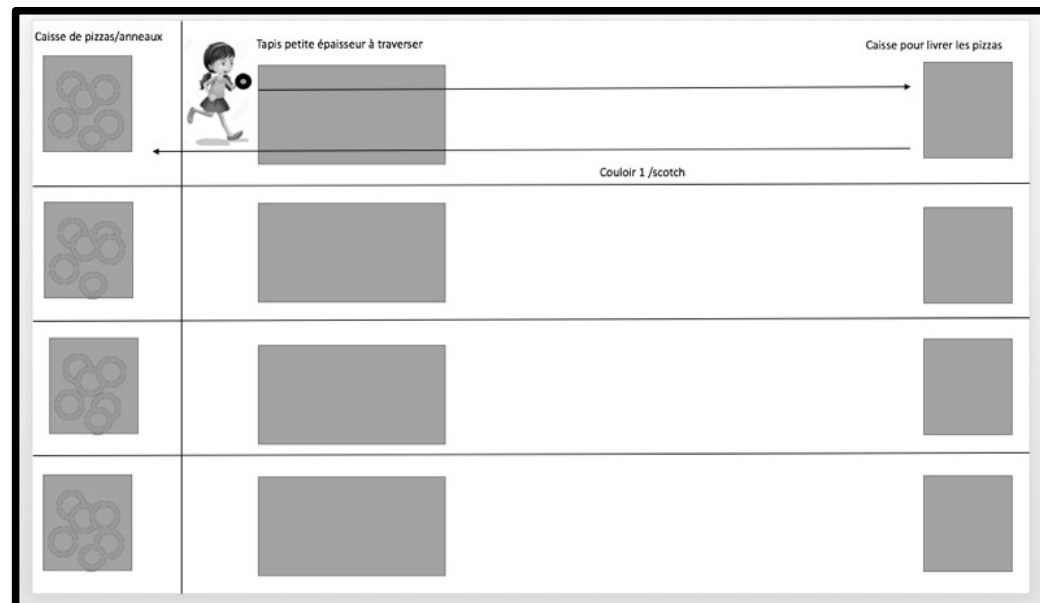 Caisse de pizzas/anneaux
Tapis petite épaisseur à traverser
Caisse pour livrer les pizzas
Couloir 1 /scotch